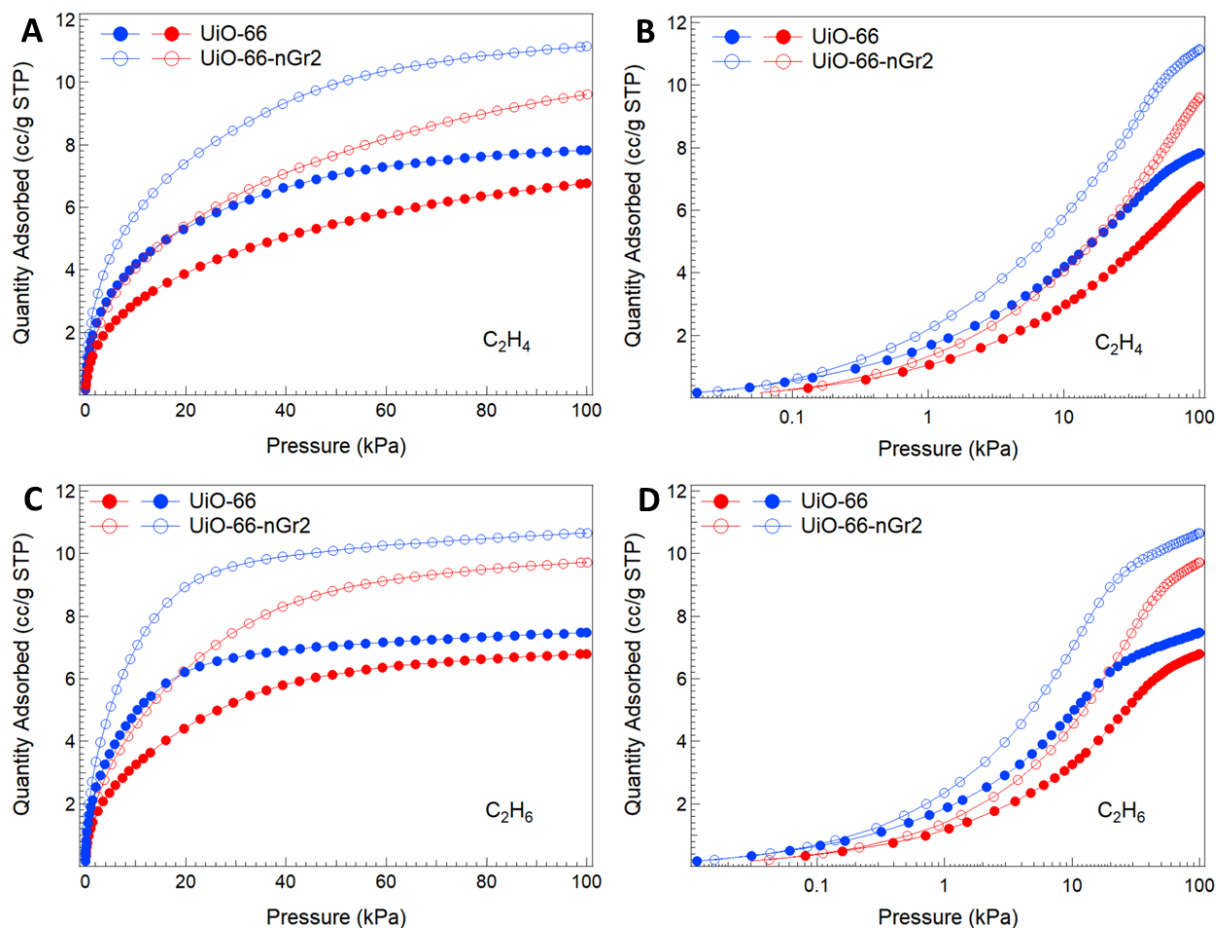 A
UiO-66
UiO-66-nGr2
12
10
8
6
4
2
Quantity Adsorbed (cc/g STP)
C₂H₄
0
20
40
60
80
100
Pressure (kPa)
B
UiO-66
UiO-66-nGr2
12
10
8
6
4
2
Quantity Adsorbed (cc/g STP)
C₂H₄
0.1
1
10
100
Pressure (kPa)
C
UiO-66
UiO-66-nGr2
12
10
8
6
4
2
Quantity Adsorbed (cc/g STP)
C₂H₆
0
20
40
60
80
100
Pressure (kPa)
D
UiO-66
UiO-66-nGr2
12
10
8
6
4
2
Quantity Adsorbed (cc/g STP)
C₂H₆
0.1
1
10
100
Pressure (kPa)